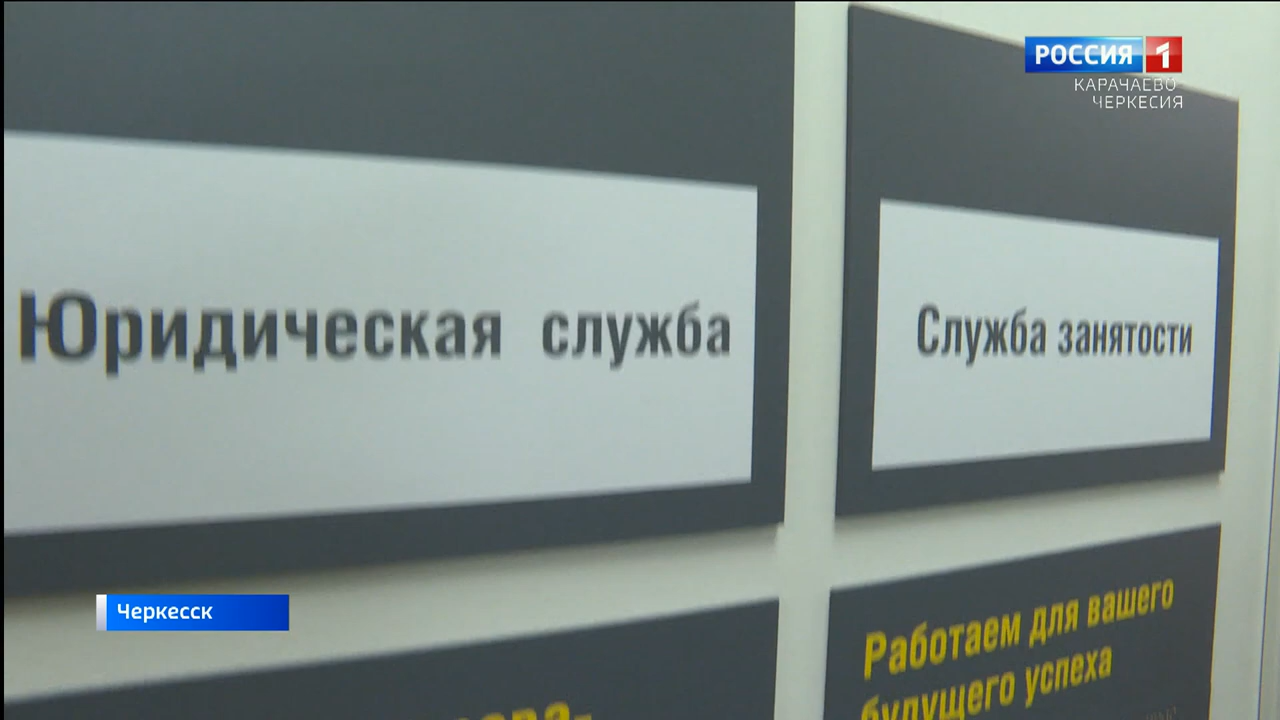 РОССИЯ 1
КАРАЧАЕВО
ЧЕРКЕСИЯ
Юридическая служба
Служба занятости
Черкесск
Работаем для вашего
будущего успеха